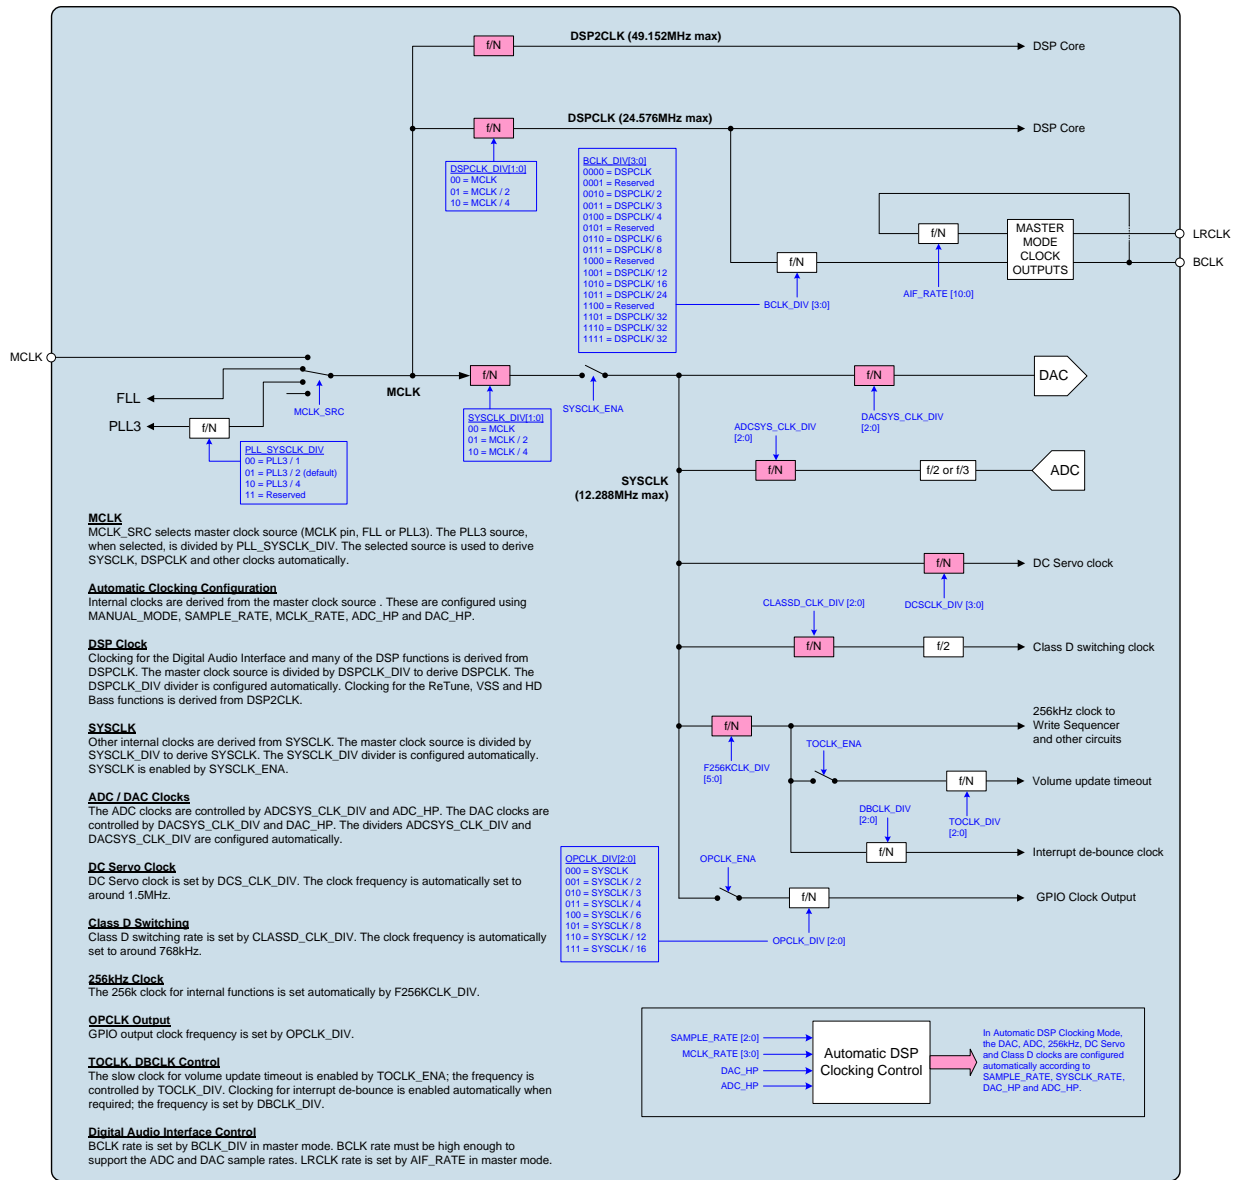 DSP2CLK (49.152MHz max)
f/N
DSP Core
DSPCLK (24.576MHz max)
f/N
DSP Core
DSPCLK_DIV[1:0]
00 = MCLK
01 = MCLK / 2
10 = MCLK / 4
BCLK_DIV[3:0]
0000 = DSPCLK
0001 = Reserved
0010 = DSPCLK/ 2
0011 = DSPCLK/ 3
0100 = DSPCLK/ 4
0101 = Reserved
0110 = DSPCLK/ 6
0111 = DSPCLK/ 8
1000 = Reserved
1001 = DSPCLK/ 12
1010 = DSPCLK/ 16
1011 = DSPCLK/ 24
1100 = Reserved
1101 = DSPCLK/ 32
1110 = DSPCLK/ 32
1111 = DSPCLK/ 32
f/N
BCLK_DIV [3:0]
f/N
AIF_RATE [10:0]
MASTER
MODE
CLOCK
OUTPUTS
LRCLK
BCLK
MCLK
FLL
PLL3
f/N
MCLK_SRC
PLL_SYSCLK_DIV
00 = PLL3 / 1
01 = PLL3 / 2 (default)
10 = PLL3 / 4
11 = Reserved
MCLK
f/N
SYSCLK_DIV[1:0]
00 = MCLK
01 = MCLK / 2
10 = MCLK / 4
SYSCLK_ENA
f/N
DACSYS_CLK_DIV
[2:0]
DAC
ADCSYS_CLK_DIV
[2:0]
f/N
f/2 or f/3
ADC
SYSCLK
(12.288MHz max)
f/N
DC Servo clock
DCSCLK_DIV [3:0]
CLASSD_CLK_DIV [2:0]
f/N
f/2
Class D switching clock
f/N
F256KCLK_DIV
[5:0]
256kHz clock to
Write Sequencer
and other circuits
TOCLK_ENA
f/N
Volume update timeout
TOCLK_DIV
[2:0]
DBCLK_DIV
[2:0]
f/N
Interrupt de-bounce clock
OPCLK_DIV[2:0]
000 = SYSCLK
001 = SYSCLK / 2
010 = SYSCLK / 3
011 = SYSCLK / 4
100 = SYSCLK / 6
101 = SYSCLK / 8
110 = SYSCLK / 12
111 = SYSCLK / 16
OPCLK_ENA
f/N
GPIO Clock Output
OPCLK_DIV [2:0]
MCLK
MCLK_SRC selects master clock source (MCLK pin, FLL or PLL3). The PLL3 source,
when selected, is divided by PLL_SYSCLK_DIV. The selected source is used to derive
SYSCLK, DSPCLK and other clocks automatically.
Automatic Clocking Configuration
Internal clocks are derived from the master clock source . These are configured using
MANUAL_MODE, SAMPLE_RATE, MCLK_RATE, ADC_HP and DAC_HP.
DSP Clock
Clocking for the Digital Audio Interface and many of the DSP functions is derived from
DSPCLK. The master clock source is divided by DSPCLK_DIV to derive DSPCLK. The
DSPCLK_DIV divider is configured automatically. Clocking for the ReTune, VSS and HD
Bass functions is derived from DSP2CLK.
SYSCLK
Other internal clocks are derived from SYSCLK. The master clock source is divided by
SYSCLK_DIV to derive SYSCLK. The SYSCLK_DIV divider is configured automatically.
SYSCLK is enabled by SYSCLK_ENA.
ADC / DAC Clocks
The ADC clocks are controlled by ADCSYS_CLK_DIV and ADC_HP. The DAC clocks are
controlled by DACSYS_CLK_DIV and DAC_HP. The dividers ADCSYS_CLK_DIV and
DACSYS_CLK_DIV are configured automatically.
DC Servo Clock
DC Servo clock is set by DCS_CLK_DIV. The clock frequency is automatically set to
around 1.5MHz.
Class D Switching
Class D switching rate is set by CLASSD_CLK_DIV. The clock frequency is automatically
set to around 768kHz.
256kHz Clock
The 256k clock for internal functions is set automatically by F256KCLK_DIV.
OPCLK Output
GPIO output clock frequency is set by OPCLK_DIV.
TOCLK, DBCLK Control
The slow clock for volume update timeout is enabled by TOCLK_ENA; the frequency is
controlled by TOCLK_DIV. Clocking for interrupt de-bounce is enabled automatically when
required; the frequency is set by DBCLK_DIV.
Digital Audio Interface Control
BCLK rate is set by BCLK_DIV in master mode. BCLK rate must be high enough to
support the ADC and DAC sample rates. LRCLK rate is set by AIF_RATE in master mode.
SAMPLE_RATE [2:0]
MCLK_RATE [3:0]
DAC_HP
ADC_HP
Automatic DSP
Clocking Control
In Automatic DSP Clocking Mode,
the DAC, ADC, 256kHz, DC Servo
and Class D clocks are configured
automatically according to
SAMPLE_RATE, SYSCLK_RATE,
DAC_HP and ADC_HP.